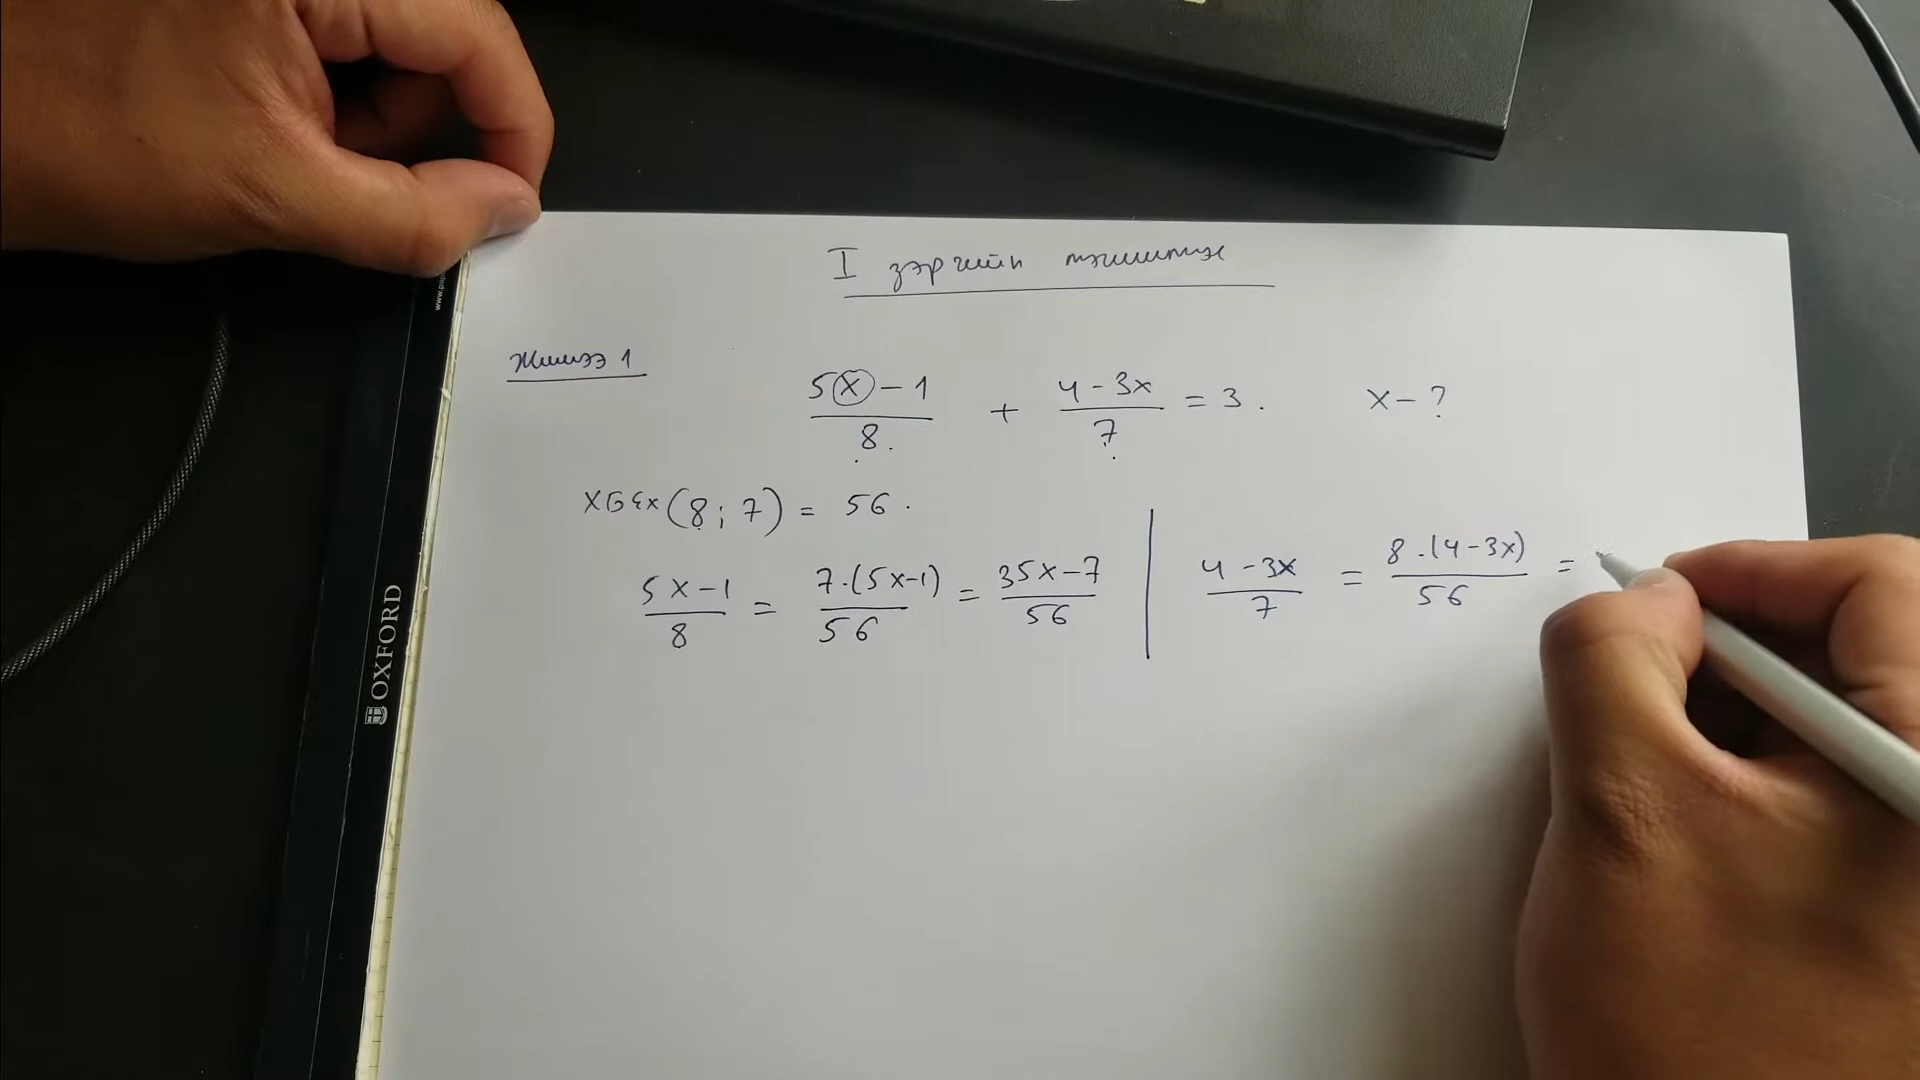 I зэргийн тэгшитгэл
Жишээ 1
5x - 1 / 8 + 4 - 3x / 7 = 3. x - ?
ХБЕХ (8; 7) = 56.
5x - 1 / 8 = 7 · (5x - 1) / 56 = 35x - 7 / 56 | 4 - 3x / 7 = 8 · (4 - 3x) / 56 =
OXFORD